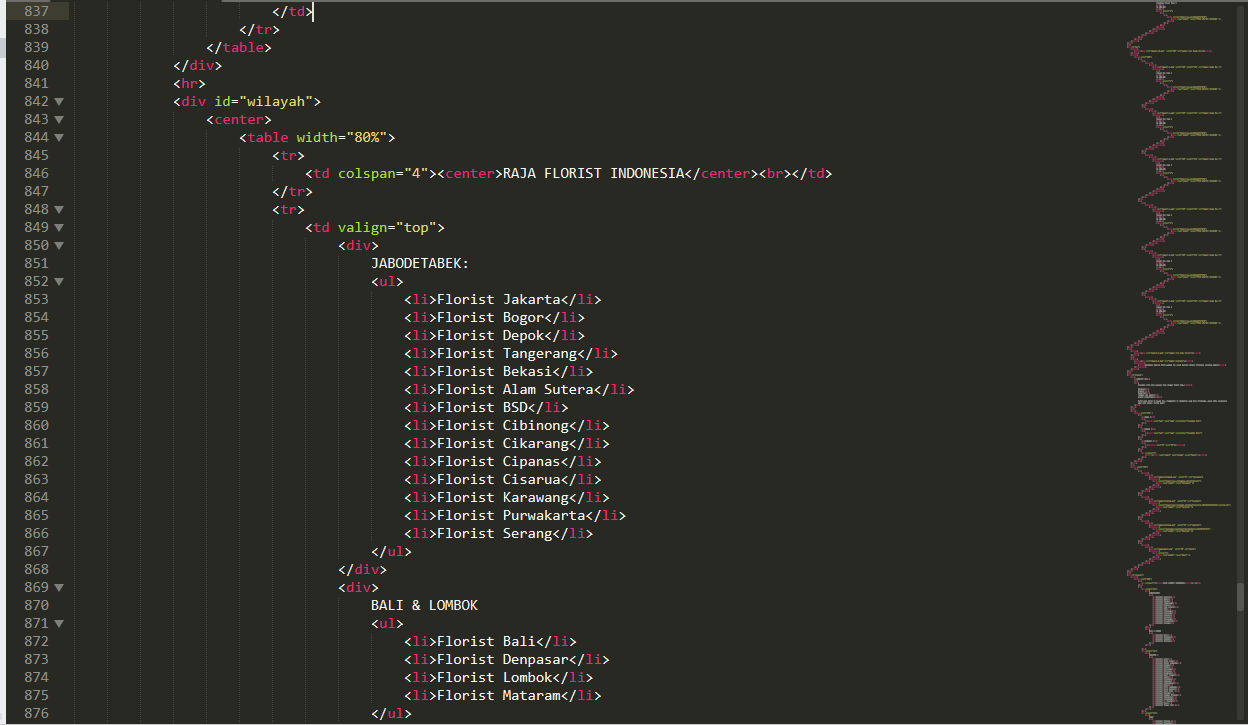 837 </td>
838 </tr>
839 </table>
840 </div>
841 <hr>
842 <div id="wilayah">
843 <center>
844 <table width="80%">
845 <tr>
846 <td colspan="4"><center>RAJA FLORIST INDONESIA</center><br></td>
847 </tr>
848 <tr>
849 <td valign="top">
850 <div>
851 JABODETABEK:
852 <ul>
853 <li>Florist Jakarta</li>
854 <li>Florist Bogor</li>
855 <li>Florist Depok</li>
856 <li>Florist Tangerang</li>
857 <li>Florist Bekasi</li>
858 <li>Florist Alam Sutera</li>
859 <li>Florist BSD</li>
860 <li>Florist Cibinong</li>
861 <li>Florist Cikarang</li>
862 <li>Florist Cipanas</li>
863 <li>Florist Cisarua</li>
864 <li>Florist Karawang</li>
865 <li>Florist Purwakarta</li>
866 <li>Florist Serang</li>
867 </ul>
868 </div>
869 <div>
870 BALI & LOMBOK
871 <ul>
872 <li>Florist Bali</li>
873 <li>Florist Denpasar</li>
874 <li>Florist Lombok</li>
875 <li>Florist Mataram</li>
876 </ul>